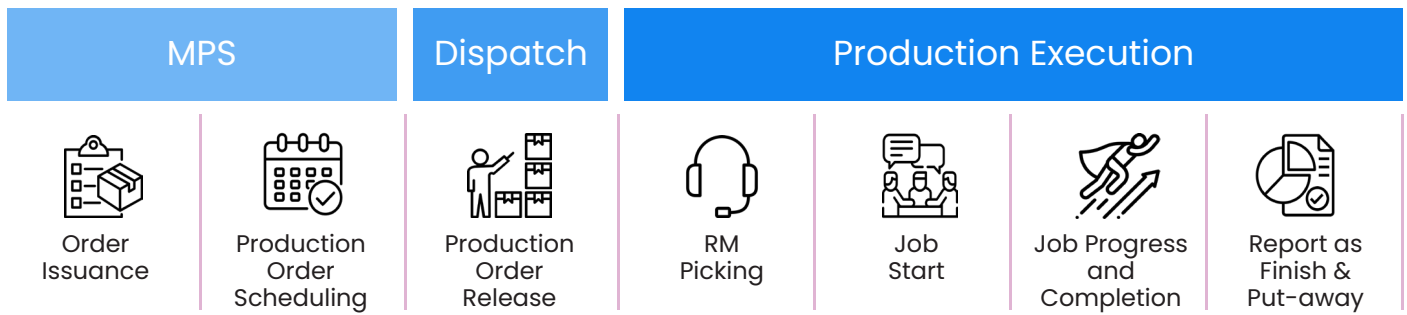 MPS
Dispatch
Production Execution
Order
Issuance
Production
Order
Scheduling
Production
Order
Release
RM
Picking
Job
Start
Job Progress
and
Completion
Report as
Finish &
Put-away